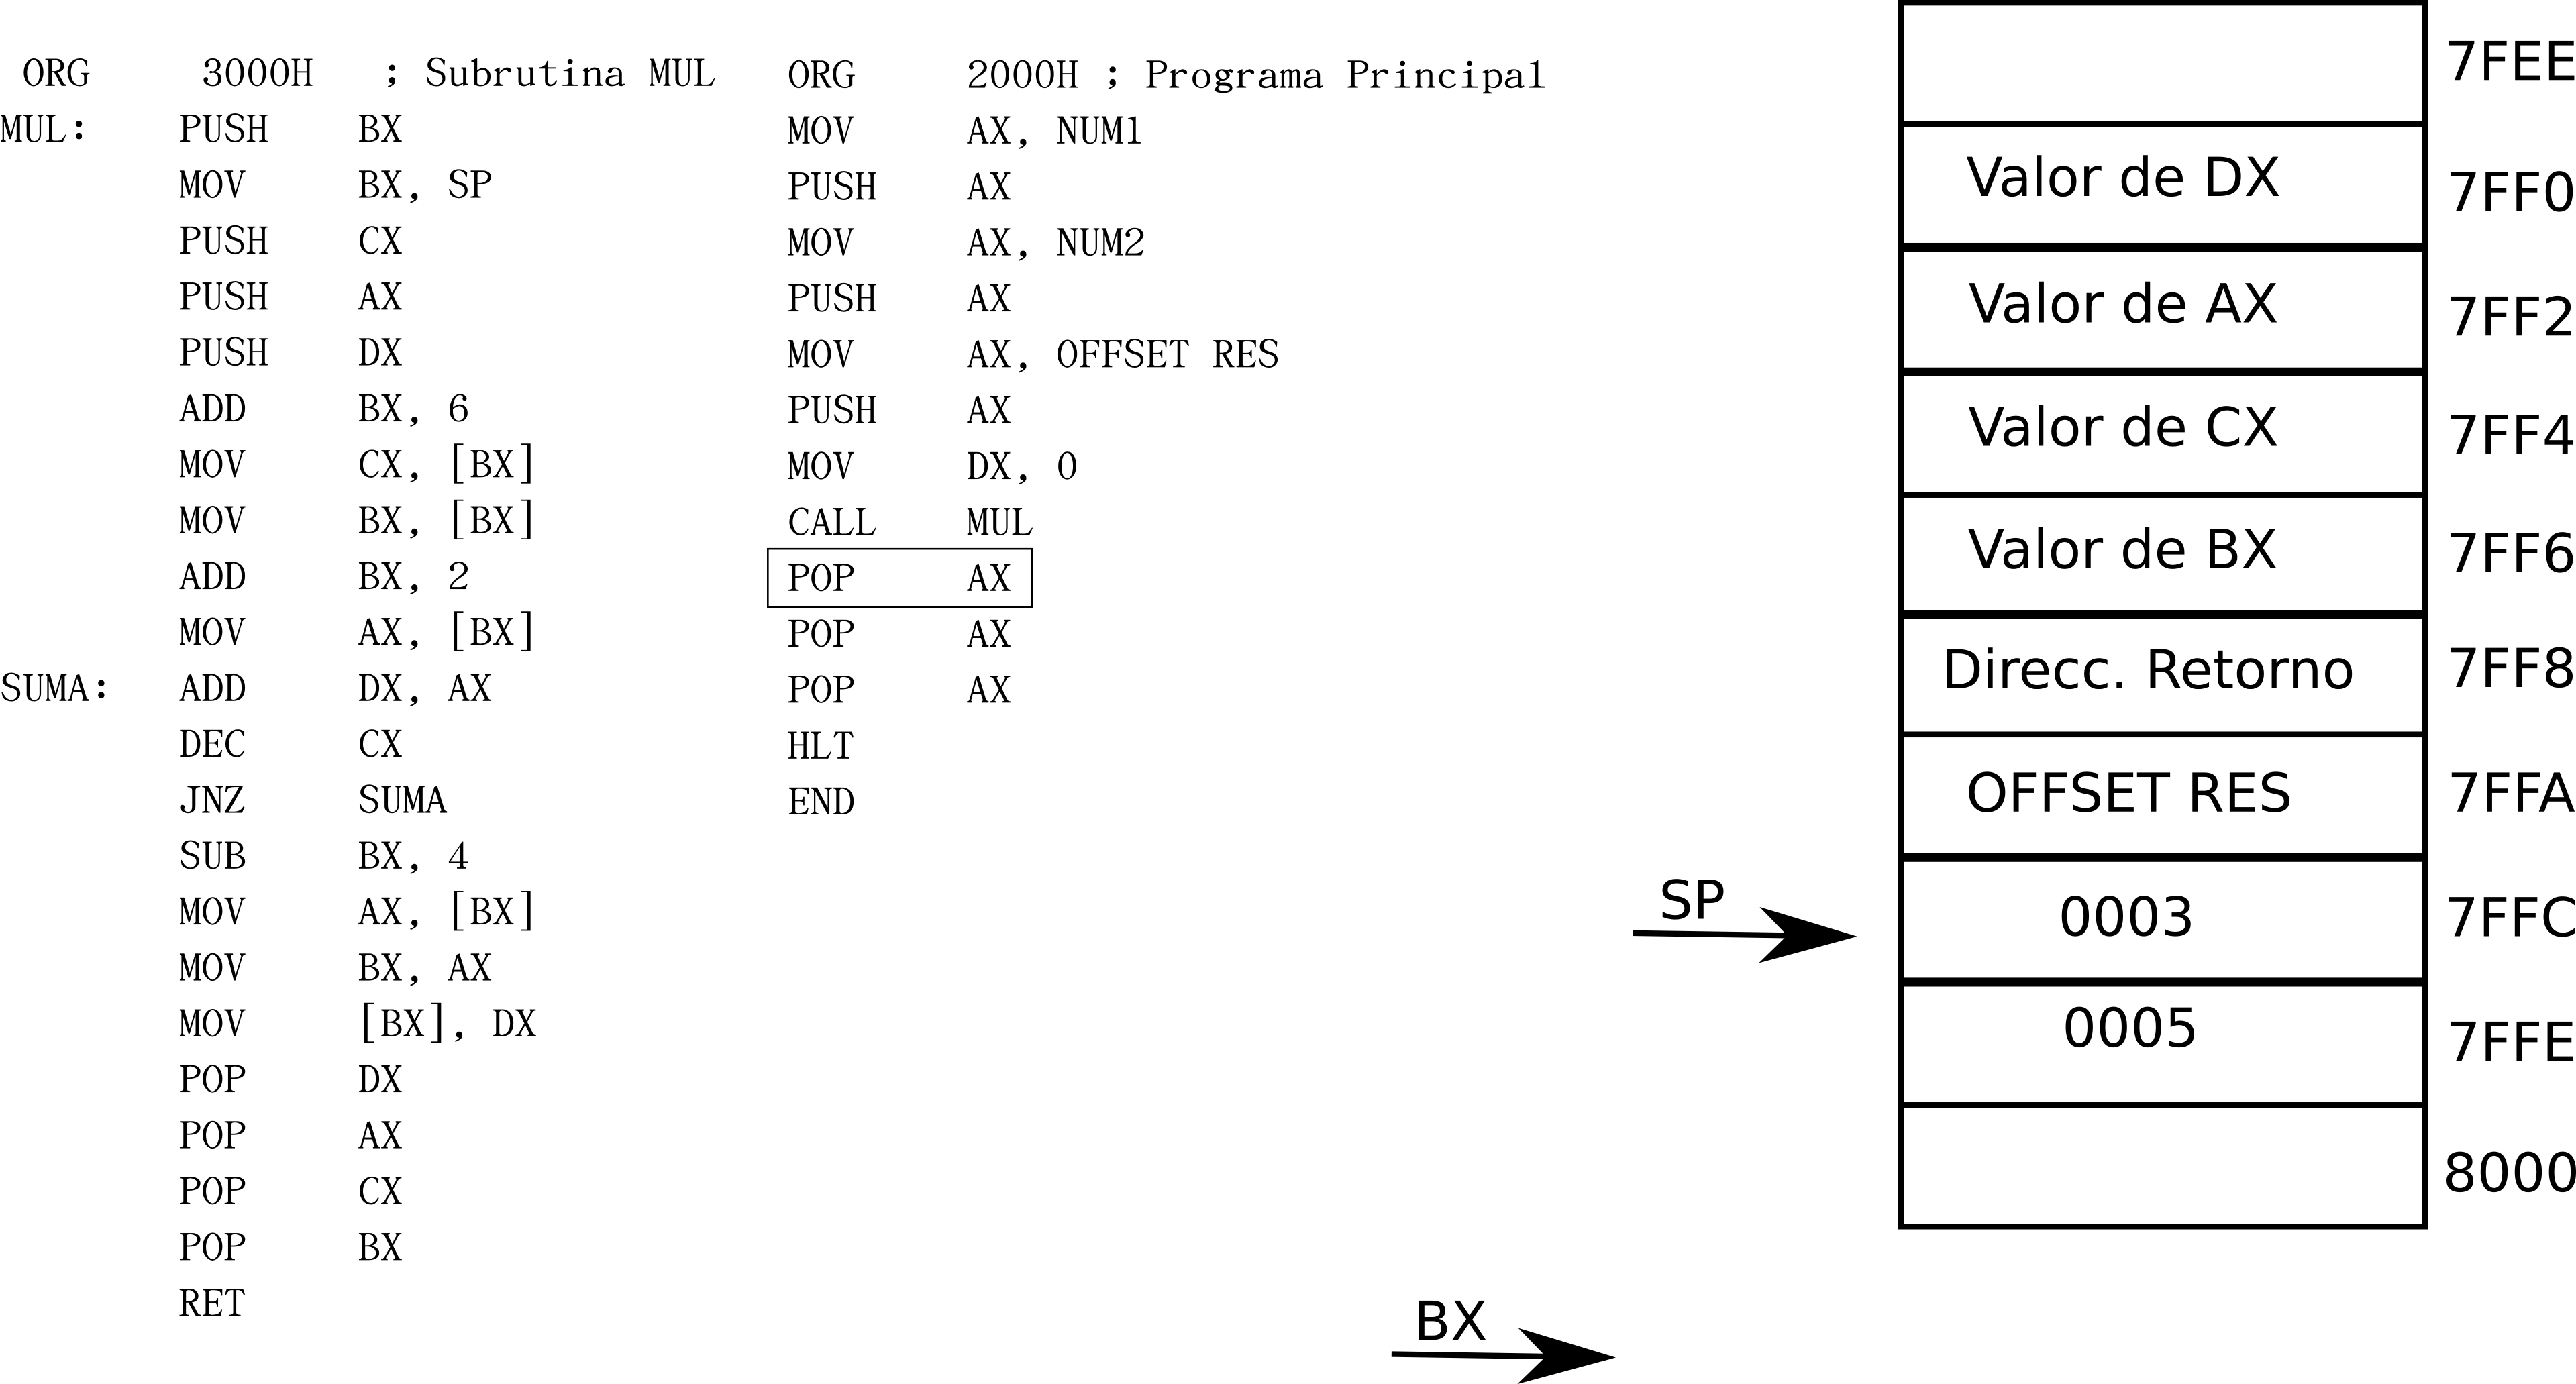 ORG 3000H ; Subrutina MUL
MUL: PUSH BX
MOV BX, SP
PUSH CX
PUSH AX
PUSH DX
ADD BX, 6
MOV CX, [BX]
MOV BX, [BX]
ADD BX, 2
MOV AX, [BX]
SUMA: ADD DX, AX
DEC CX
JNZ SUMA
SUB BX, 4
MOV AX, [BX]
MOV BX, AX
MOV [BX], DX
POP DX
POP AX
POP CX
POP BX
RET
ORG 2000H ; Programa Principal
MOV AX, NUM1
PUSH AX
MOV AX, NUM2
PUSH AX
MOV AX, OFFSET RES
PUSH AX
MOV DX, 0
CALL MUL
POP AX
POP AX
POP AX
HLT
END
SP
BX
7FEE
Valor de DX 7FF0
Valor de AX 7FF2
Valor de CX 7FF4
Valor de BX 7FF6
Direcc. Retorno 7FF8
OFFSET RES 7FFA
0003 7FFC
0005 7FFE
8000